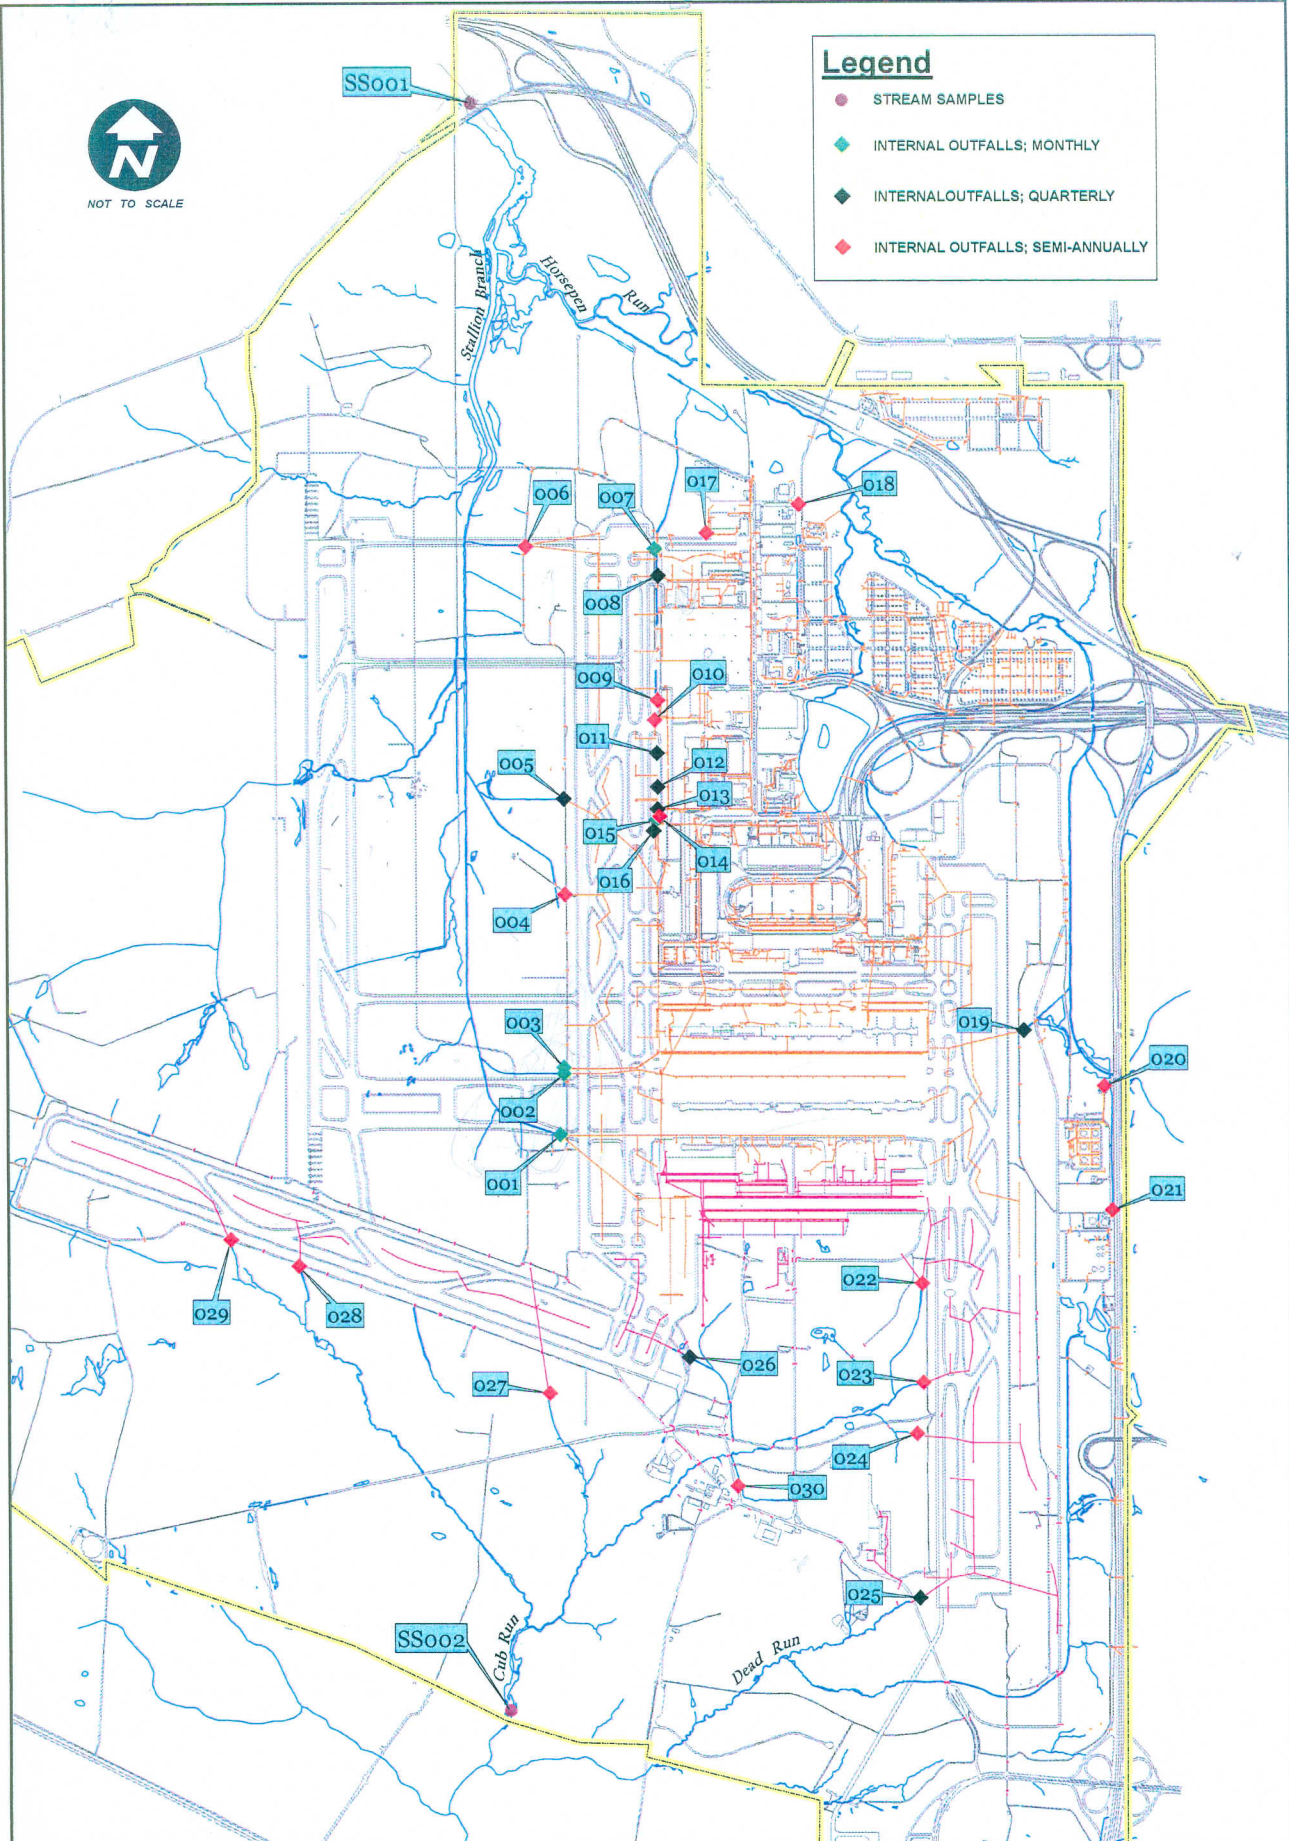 Legend
STREAM SAMPLES
INTERNAL OUTFALLS; MONTHLY
INTERNALOUTFALLS; QUARTERLY
INTERNAL OUTFALLS; SEMI-ANNUALLY
N
NOT TO SCALE
SS001
Stallion Branch
Horsepen
Run
006
007
017
018
008
009
010
011
012
005
013
015
014
016
004
003
019
020
002
001
021
029
028
022
026
027
023
024
030
025
SS002
Cub Run
Dead Run